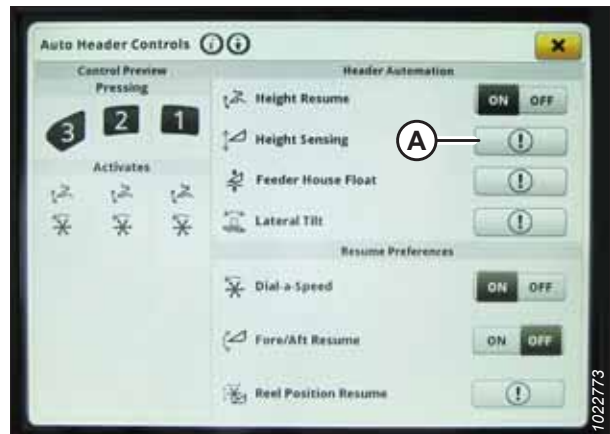 Auto Header Controls
Control Preview
Pressing
3 2 1
Activates
Header Automation
Height Resume ON OFF
Height Sensing
A
Feeder House Float
Lateral Tilt
Resume Preferences
Dial-a-Speed ON OFF
Fore/Aft Resume ON OFF
Reel Position Resume
1022773